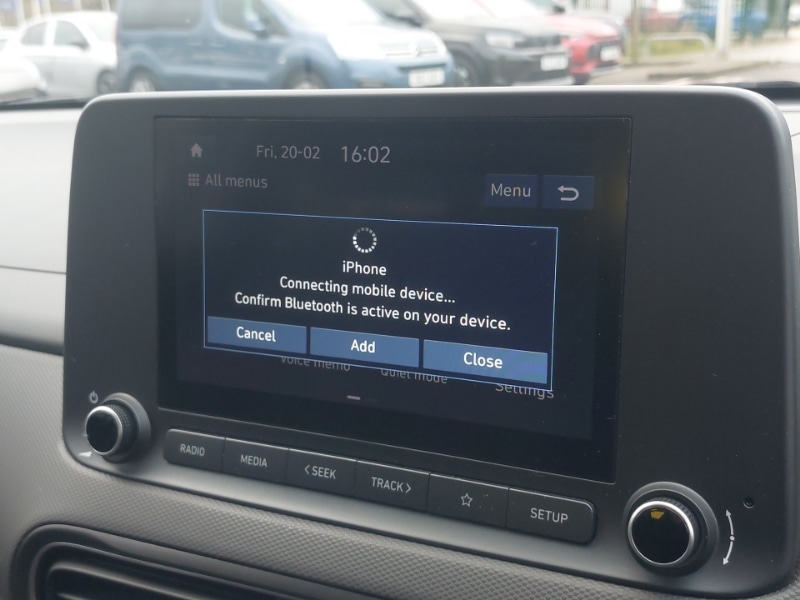 Fri, 20-02 16:02
All menus
Menu
iPhone
Connecting mobile device...
Confirm Bluetooth is active on your device.
Cancel Add Close
Voice memo Quiet mode Settings
RADIO MEDIA <SEEK TRACK> SETUP